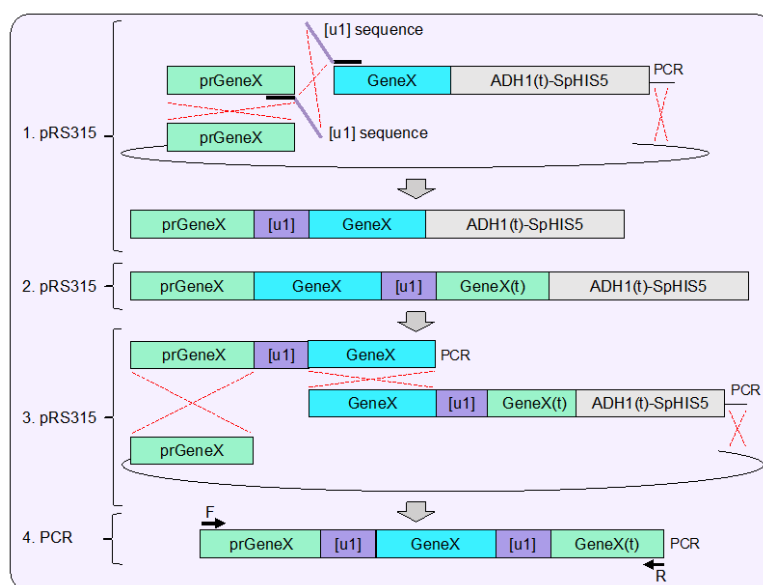 [u1] sequence
prGeneX GeneX ADH1(t)-SpHIS5 PCR
1. pRS315
prGeneX [u1] sequence
prGeneX [u1] GeneX ADH1(t)-SpHIS5
2. pRS315 prGeneX GeneX [u1] GeneX(t) ADH1(t)-SpHIS5
prGeneX [u1] GeneX PCR
3. pRS315
GeneX [u1] GeneX(t) ADH1(t)-SpHIS5 PCR
prGeneX
F
4. PCR prGeneX [u1] GeneX [u1] GeneX(t) PCR
R